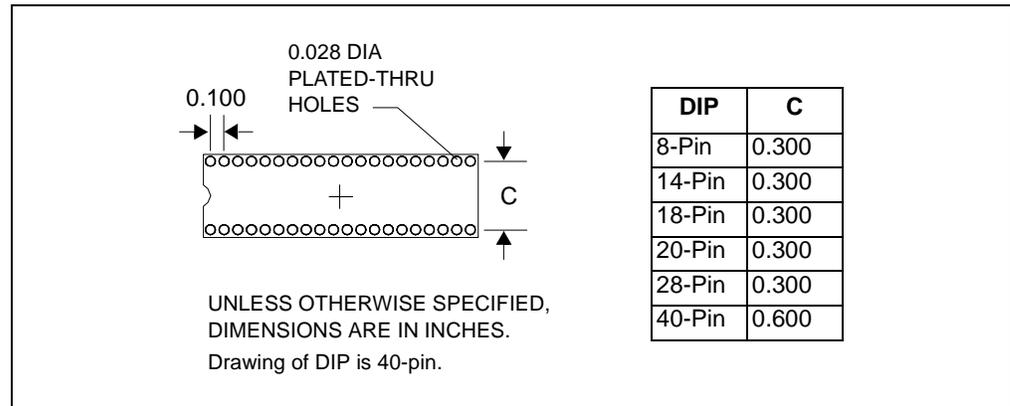 0.028 DIA
PLATED-THRU
HOLES
0.100
C
UNLESS OTHERWISE SPECIFIED,
DIMENSIONS ARE IN INCHES.
Drawing of DIP is 40-pin.
DIP C
8-Pin 0.300
14-Pin 0.300
18-Pin 0.300
20-Pin 0.300
28-Pin 0.300
40-Pin 0.600